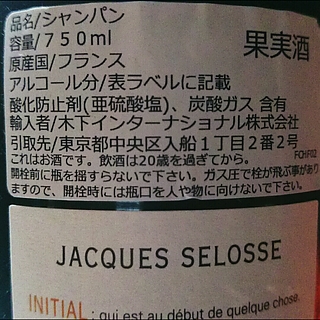 品名/シャンパン
容量/750ml
果実酒
原産国/フランス
アルコール分/表ラベルに記載
酸化防止剤(亜硫酸塩)、炭酸ガス 含有
輸入者/木下インターナショナル株式会社
引取先/東京都中央区入船1丁目2番2号
これはお酒です。飲酒は20歳を過ぎてから。
FCHF02
開栓前に瓶を揺すらないで下さい。ガス圧で栓が飛ぶ事があり
ますので、開栓時には瓶口を人や物に向けないで下さい。
JACQUES SELOSSE
INITIAL : qui est au début de quelque chose.